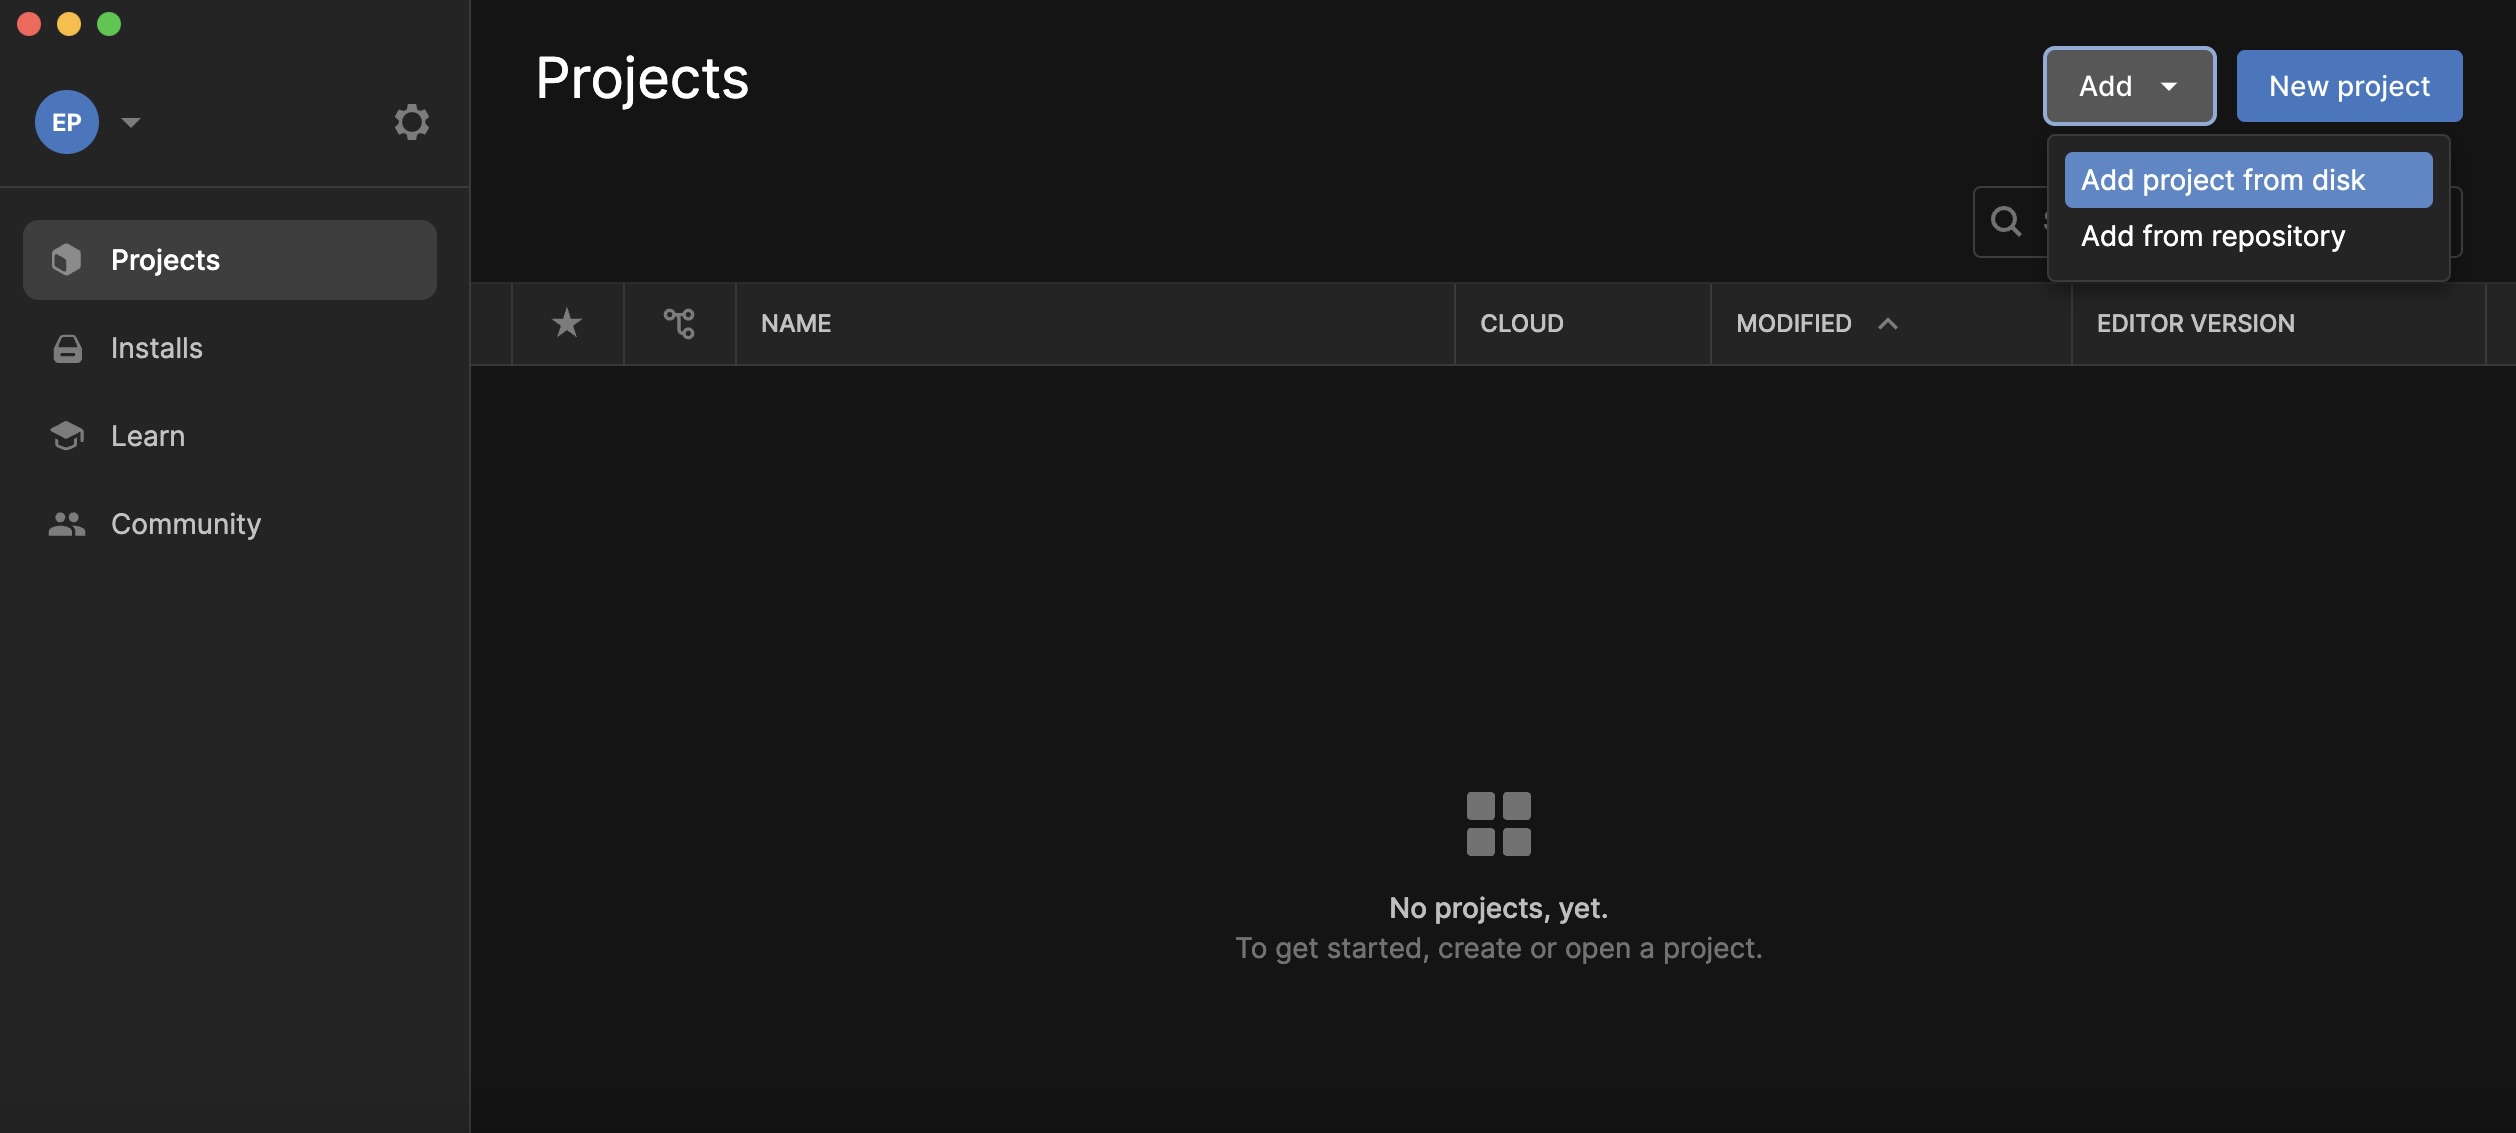 EP
Projects
Installs
Learn
Community
Projects
Add
New project
Add project from disk
Add from repository
NAME
CLOUD
MODIFIED
EDITOR VERSION
No projects, yet.
To get started, create or open a project.